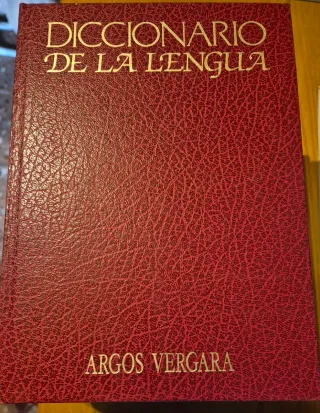 DICCIONARIO
DE LA LENGUA
ARGOS VERGARA